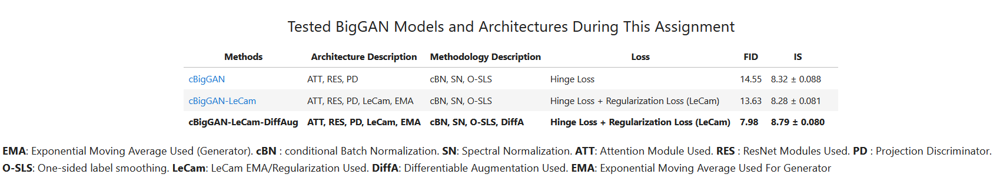 Tested BigGAN Models and Architectures During This Assignment
Methods Architecture Description Methodology Description Loss FID IS
cBigGAN ATT, RES, PD cBN, SN, O-SLS Hinge Loss 14.55 8.32 ± 0.088
cBigGAN-LeCam ATT, RES, PD, LeCam, EMA cBN, SN, O-SLS Hinge Loss + Regularization Loss (LeCam) 13.63 8.28 ± 0.081
cBigGAN-LeCam-DiffAug ATT, RES, PD, LeCam, EMA cBN, SN, O-SLS, DiffA Hinge Loss + Regularization Loss (LeCam) 7.98 8.79 ± 0.080
EMA: Exponential Moving Average Used (Generator). cBN : conditional Batch Normalization. SN: Spectral Normalization. ATT: Attention Module Used. RES : ResNet Modules Used. PD : Projection Discriminator.
O-SLS: One-sided label smoothing. LeCam: LeCam EMA/Regularization Used. DiffA: Differentiable Augmentation Used. EMA: Exponential Moving Average Used For Generator